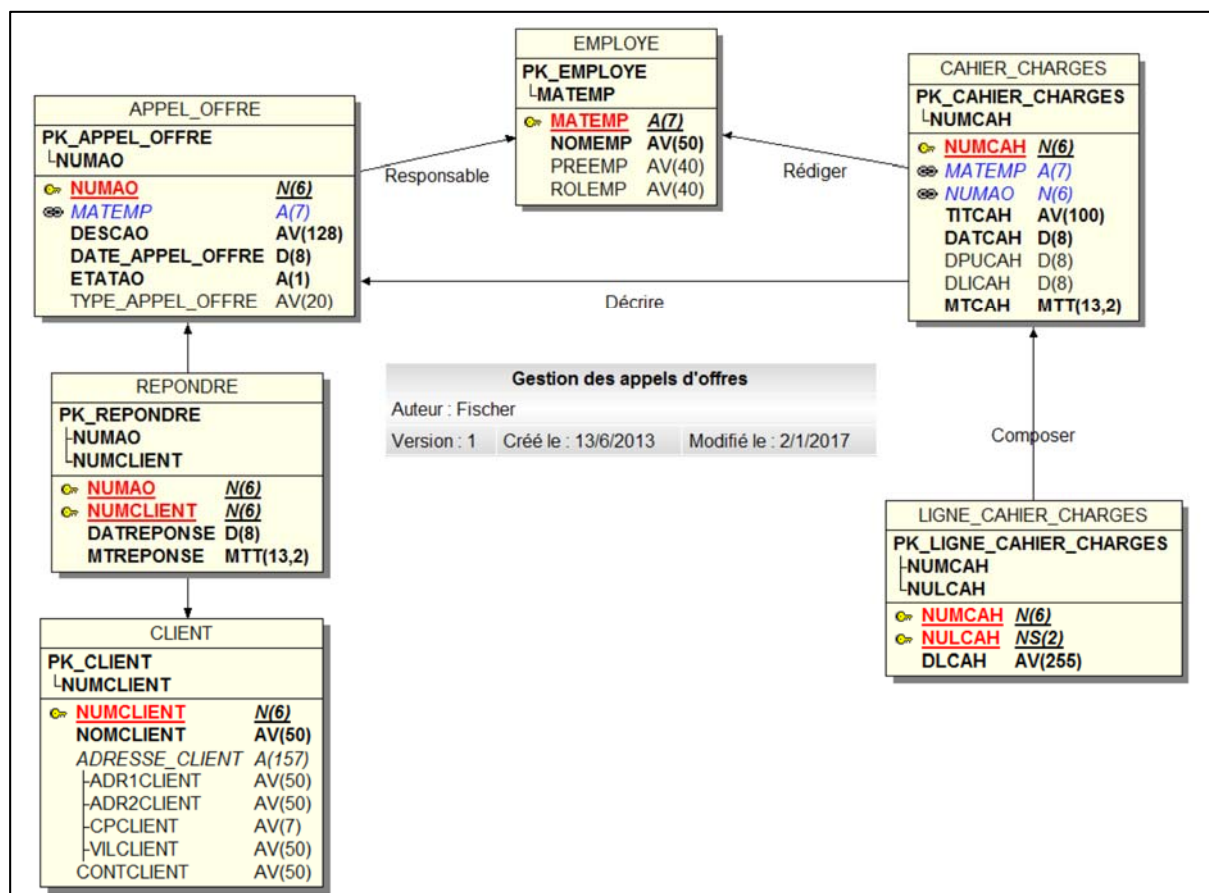 EMPLOYE
PK_EMPLOYE
MATEMP
MATEMP A(7)
NOMEMP AV(50)
PREEMP AV(40)
ROLEMP AV(40)
CAHIER_CHARGES
PK_CAHIER_CHARGES
NUMCAH
NUMCAH N(6)
MATEMP A(7)
NUMAO N(6)
TITCAH AV(100)
DATCAH D(8)
DPUCAH D(8)
DLICAH D(8)
MTCAH MTT(13,2)
APPEL_OFFRE
PK_APPEL_OFFRE
NUMAO
NUMAO N(6)
MATEMP A(7)
DESCAO AV(128)
DATE_APPEL_OFFRE D(8)
ETATAO A(1)
TYPE_APPEL_OFFRE AV(20)
Responsable
Rédiger
Décrire
REPONDRE
PK_REPONDRE
NUMAO
NUMCLIENT
NUMAO N(6)
NUMCLIENT N(6)
DATREPONSE D(8)
MTREPONSE MTT(13,2)
Gestion des appels d'offres
Auteur : Fischer
Version : 1 Créé le : 13/6/2013 Modifié le : 2/1/2017
Composer
LIGNE_CAHIER_CHARGES
PK_LIGNE_CAHIER_CHARGES
NUMCAH
NULCAH
NUMCAH N(6)
NULCAH NS(2)
DLCAH AV(255)
CLIENT
PK_CLIENT
NUMCLIENT
NUMCLIENT N(6)
NOMCLIENT AV(50)
ADRESSE_CLIENT A(157)
ADR1CLIENT AV(50)
ADR2CLIENT AV(50)
CPCLIENT AV(7)
VILCLIENT AV(50)
CONTCLIENT AV(50)